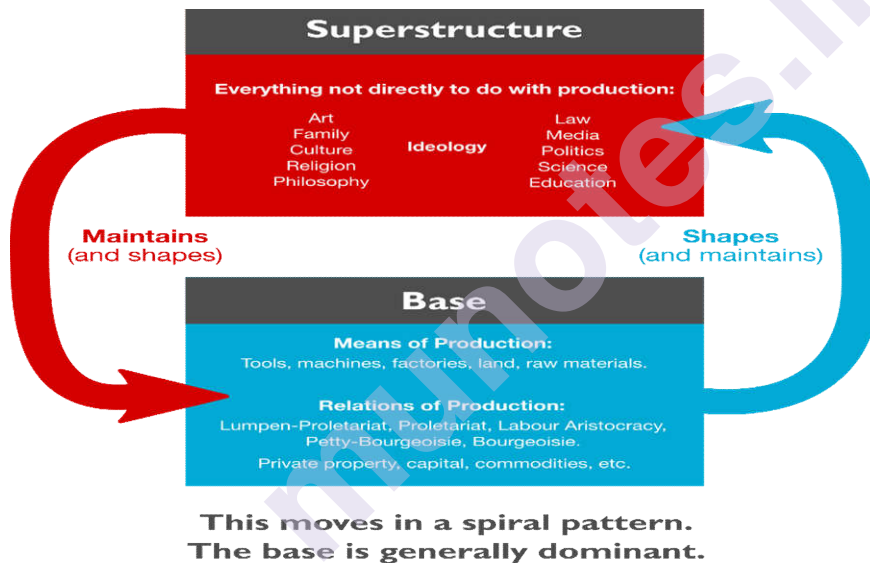 Superstructure
Everything not directly to do with production:
Art
Family
Culture
Religion
Philosophy
Ideology
Law
Media
Politics
Science
Education
Maintains
(and shapes)
Shapes
(and maintains)
Base
Means of Production:
Tools, machines, factories, land, raw materials.
Relations of Production:
Lumpen-Proletariat, Proletariat, Labour Aristocracy,
Petty-Bourgeoisie, Bourgeoisie.
Private property, capital, commodities, etc.
This moves in a spiral pattern.
The base is generally dominant.